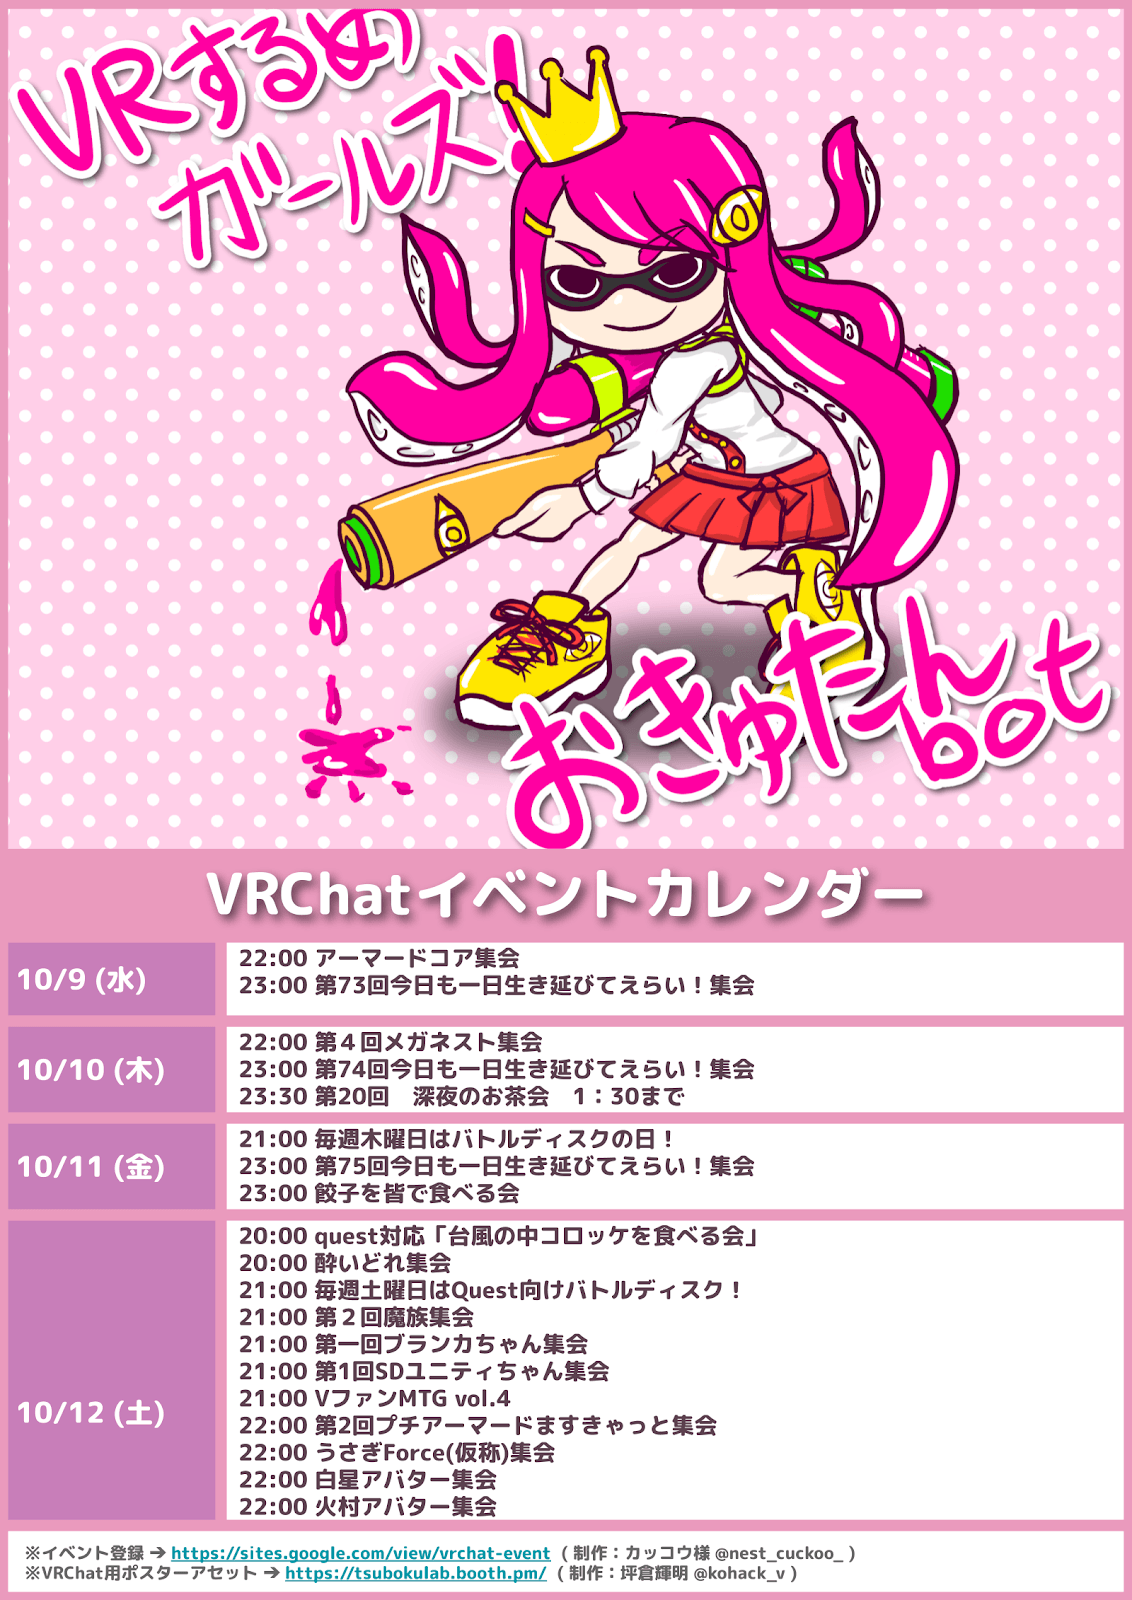 VRするめ
ガールズ!
おきゅたんbot
VRChatイベントカレンダー
10/9 (水)
22:00 アーマードコア集会
23:00 第73回今日も一日生き延びてえらい！集会
10/10 (木)
22:00 第４回メガネスト集会
23:00 第74回今日も一日生き延びてえらい！集会
23:30 第20回　深夜のお茶会　1：30まで
10/11 (金)
21:00 毎週木曜日はバトルディスクの日！
23:00 第75回今日も一日生き延びてえらい！集会
23:00 餃子を皆で食べる会
10/12 (土)
20:00 quest対応「台風の中コロッケを食べる会」
20:00 酔いどれ集会
21:00 毎週土曜日はQuest向けバトルディスク！
21:00 第２回魔族集会
21:00 第一回ブランカちゃん集会
21:00 第1回SDユニティちゃん集会
21:00 VファンMTG vol.4
22:00 第2回プチアーマードますきゃっと集会
22:00 うさぎForce(仮称)集会
22:00 白星アバター集会
22:00 火村アバター集会
※イベント登録 → https://sites.google.com/view/vrchat-event （制作：カッコウ様 @nest_cuckoo_ ）
※VRChat用ポスターアセット → https://tsubokulab.booth.pm/ （制作：坪倉輝明 @kohack_v ）